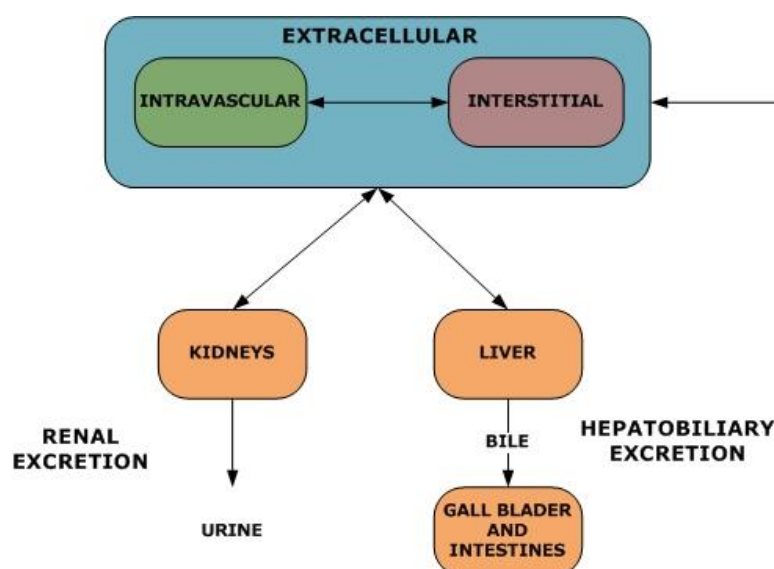 EXTRACELLULAR
INTRAVASCULAR
INTERSTITIAL
KIDNEYS
LIVER
RENAL
EXCRETION
BILE
HEPATOBILIARY
EXCRETION
URINE
GALL BLADER
AND
INTESTINES